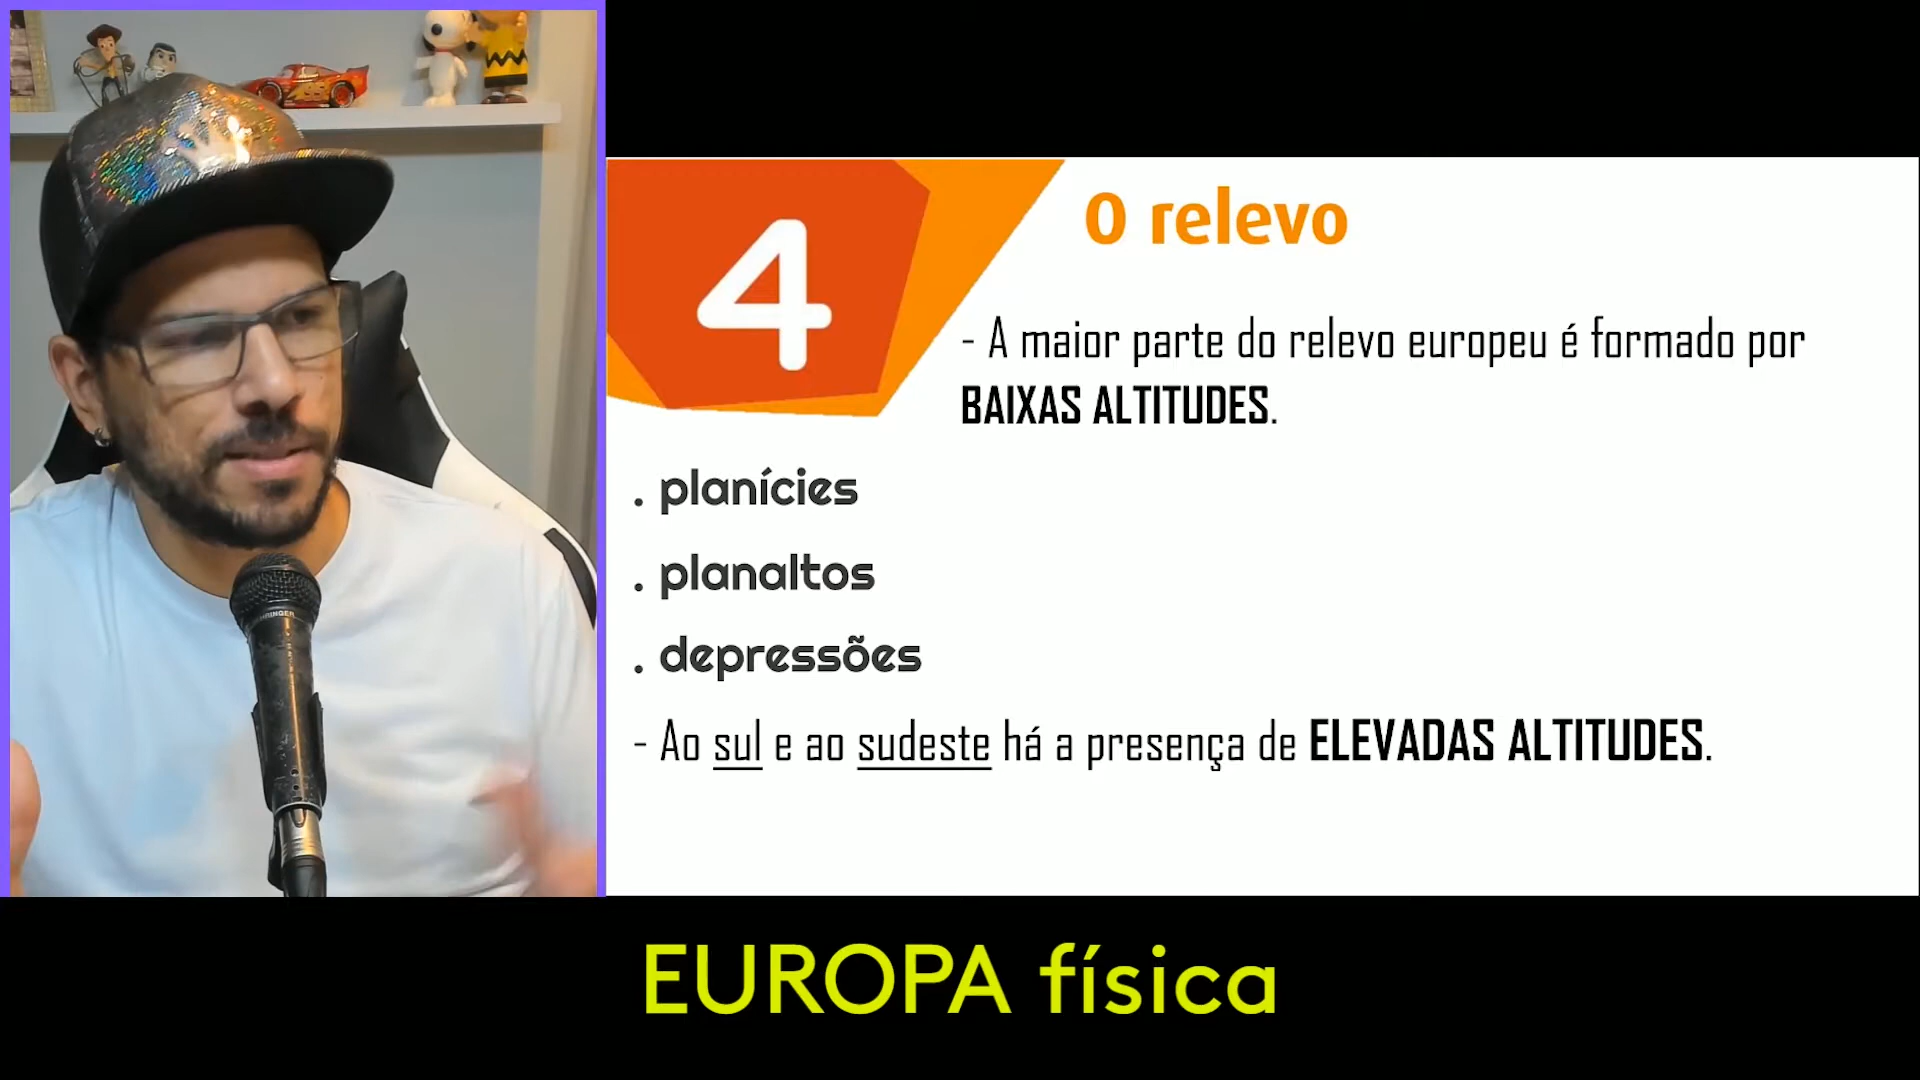 4
O relevo
- A maior parte do relevo europeu é formado por
BAIXAS ALTITUDES.
. planícies
. planaltos
. depressões
- Ao sul e ao sudeste há a presença de ELEVADAS ALTITUDES.
EUROPA física